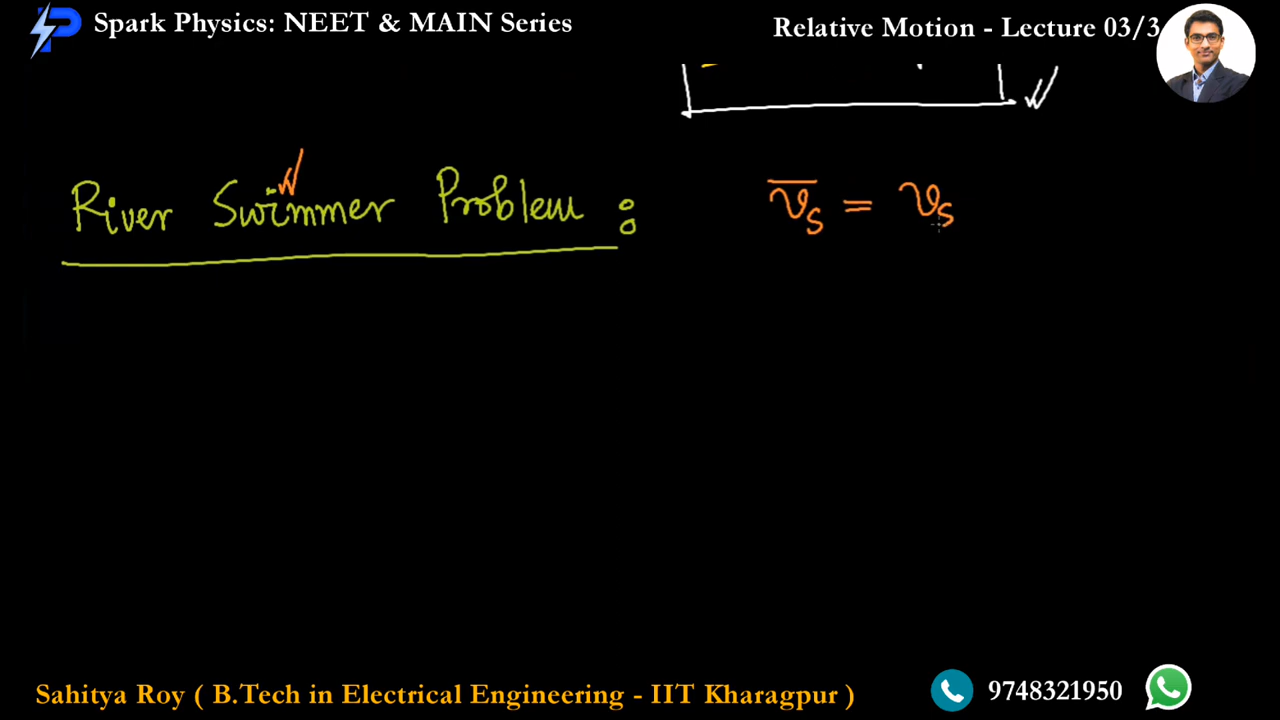 Spark Physics: NEET & MAIN Series
Relative Motion - Lecture 03/3
River Swimmer Problem :
v̅ₛ = vₛ
Sahitya Roy ( B.Tech in Electrical Engineering - IIT Kharagpur )
9748321950